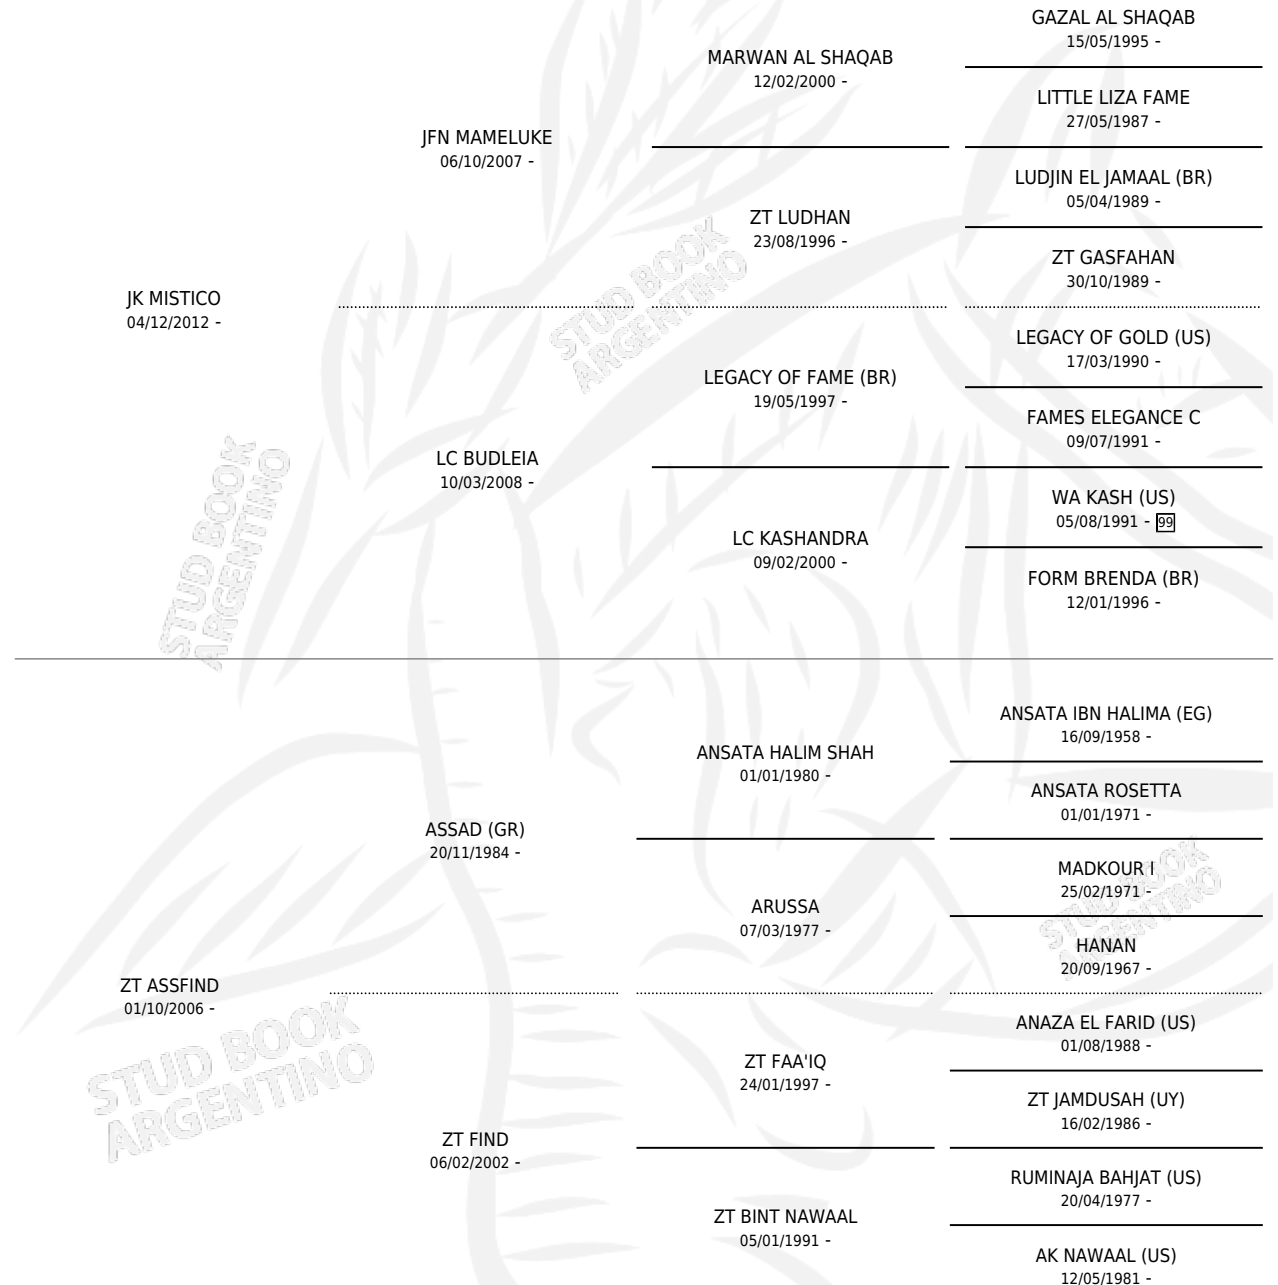 GAZAL AL SHAQAB
15/05/1995 -
MARWAN AL SHAQAB
12/02/2000 -
LITTLE LIZA FAME
27/05/1987 -
JFN MAMELUKE
06/10/2007 -
LUDJIN EL JAMAAL (BR)
05/04/1989 -
ZT LUDHAN
23/08/1996 -
ZT GASFAHAN
30/10/1989 -
JK MISTICO
04/12/2012 -
STUD BOOK
ARGENTINO
LEGACY OF GOLD (US)
17/03/1990 -
LEGACY OF FAME (BR)
19/05/1997 -
FAMES ELEGANCE C
09/07/1991 -
LC BUDLEIA
10/03/2008 -
STUD BOOK
ARGENTINO
WA KASH (US)
05/08/1991 - 99
LC KASHANDRA
09/02/2000 -
FORM BRENDA (BR)
12/01/1996 -
ANSATA IBN HALIMA (EG)
16/09/1958 -
ANSATA HALIM SHAH
01/01/1980 -
ANSATA ROSETTA
01/01/1971 -
ASSAD (GR)
20/11/1984 -
MADKOUR I
25/02/1971 -
STUD BOOK
ARGENTINO
ARUSSA
07/03/1977 -
HANAN
20/09/1967 -
ZT ASSFIND
01/10/2006 -
STUD BOOK
ARGENTINO
ANAZA EL FARID (US)
01/08/1988 -
ZT FAA'IQ
24/01/1997 -
ZT JAMDUSAH (UY)
16/02/1986 -
ZT FIND
06/02/2002 -
RUMINAJA BAHJAT (US)
20/04/1977 -
ZT BINT NAWAAL
05/01/1991 -
AK NAWAAL (US)
12/05/1981 -